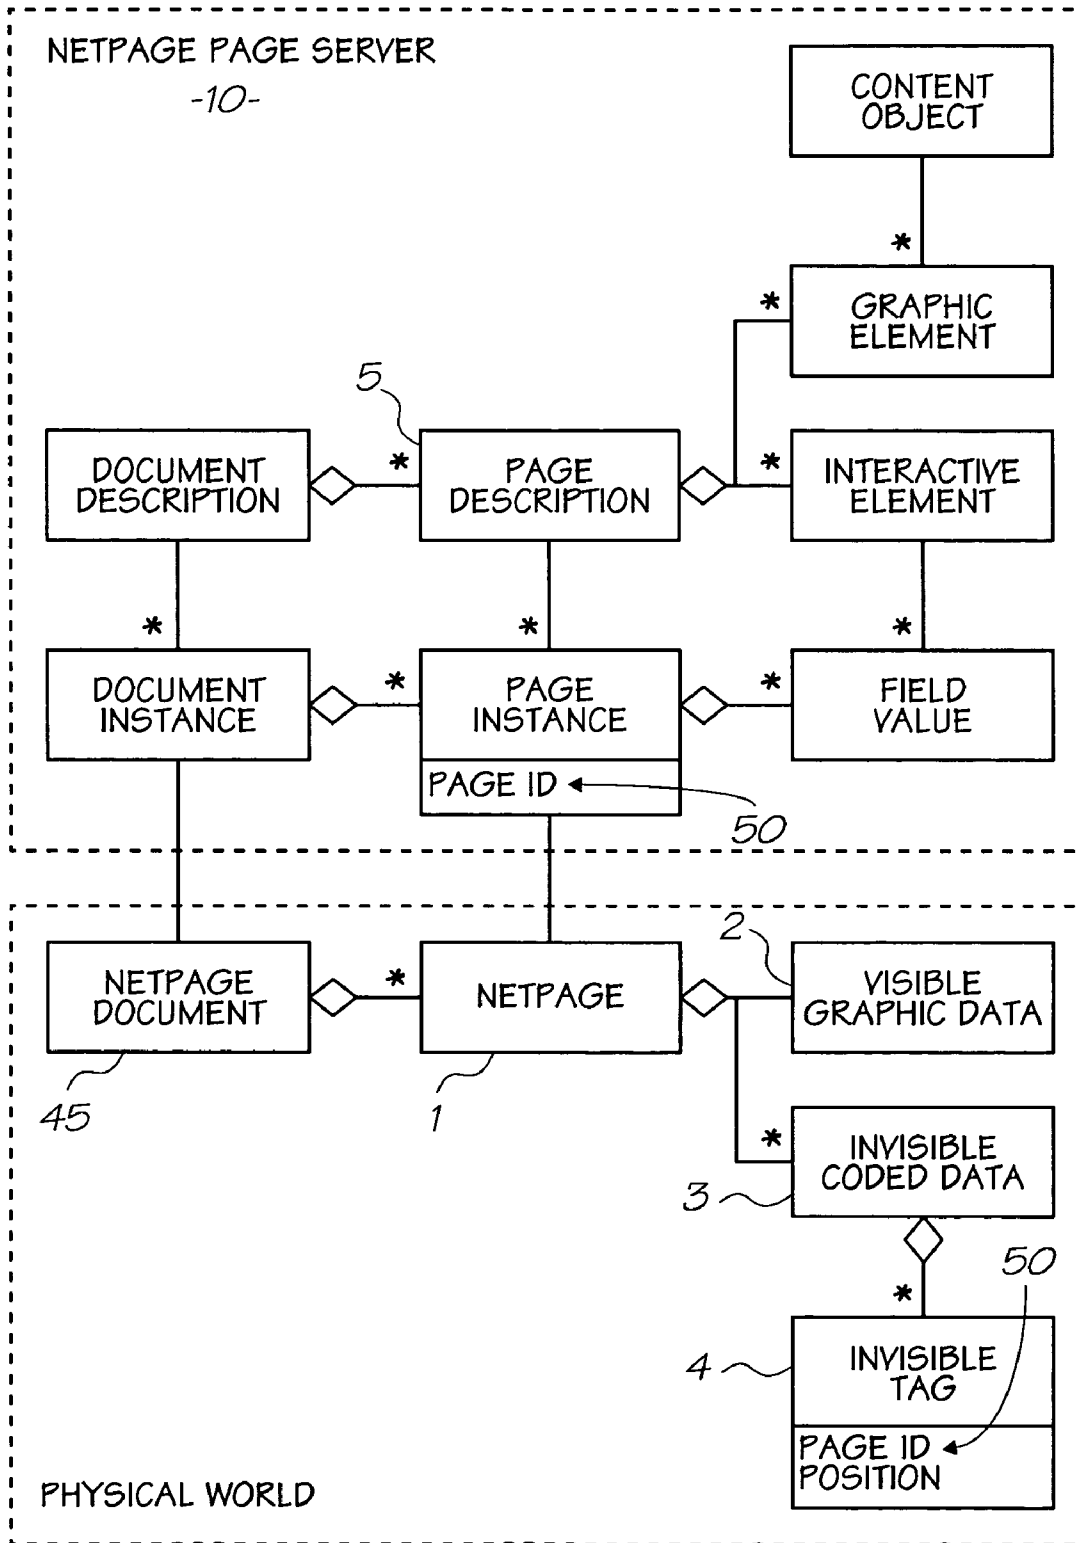 NETPAGE PAGE SERVER
-10-
CONTENT
OBJECT
*
GRAPHIC
ELEMENT
*
5
DOCUMENT
DESCRIPTION
*
PAGE
DESCRIPTION
*
INTERACTIVE
ELEMENT
*
*
*
DOCUMENT
INSTANCE
*
PAGE
INSTANCE
*
FIELD
VALUE
PAGE ID
50
2
NETPAGE
DOCUMENT
*
NETPAGE
VISIBLE
GRAPHIC DATA
45
1
*
INVISIBLE
CODED DATA
3
50
*
4
INVISIBLE
TAG
PAGE ID
POSITION
PHYSICAL WORLD